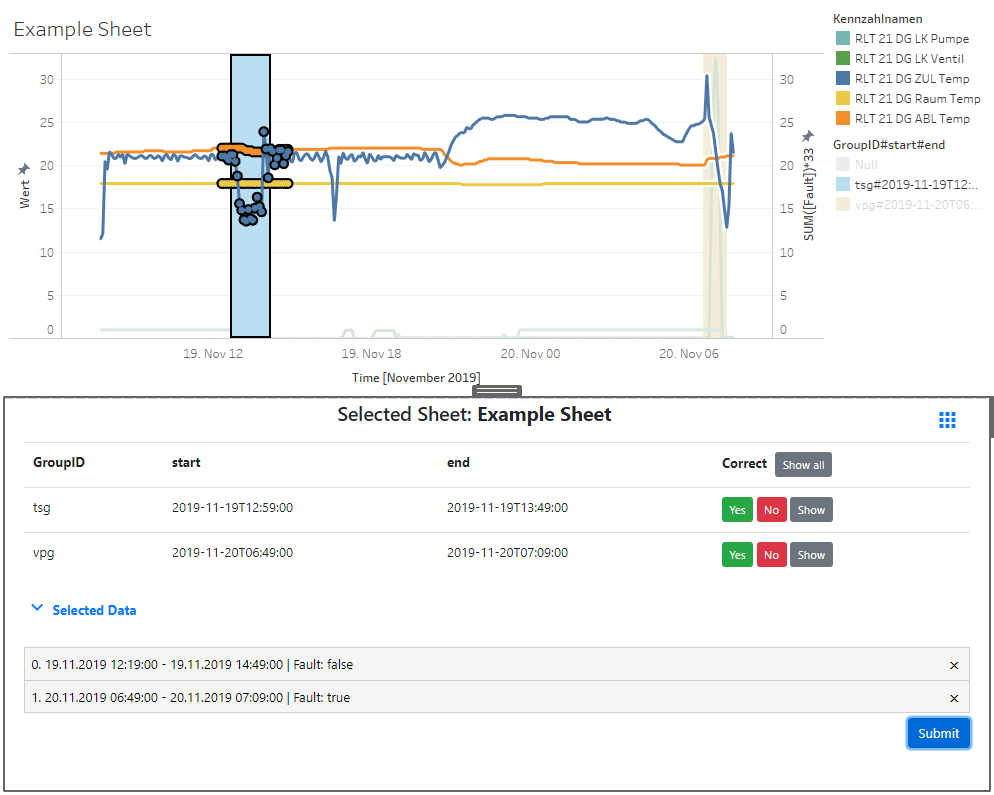 Example Sheet
Kennzahlnamen
RLT 21 DG LK Pumpe
RLT 21 DG LK Ventil
RLT 21 DG ZUL Temp
RLT 21 DG Raum Temp
RLT 21 DG ABL Temp
GroupID#start#end
Null
tsg#2019-11-19T12:..
vpg#2019-11-20T06:..
Wert
30
25
20
15
10
5
0
30
25
20
15
10
5
0
SUM([Fault])*33
19. Nov 12
19. Nov 18
20. Nov 00
20. Nov 06
Time [November 2019]
Selected Sheet: Example Sheet
GroupID start end Correct Show all
tsg 2019-11-19T12:59:00 2019-11-19T13:49:00 Yes No Show
vpg 2019-11-20T06:49:00 2019-11-20T07:09:00 Yes No Show
Selected Data
0. 19.11.2019 12:19:00 - 19.11.2019 14:49:00 | Fault: false ×
1. 20.11.2019 06:49:00 - 20.11.2019 07:09:00 | Fault: true ×
Submit